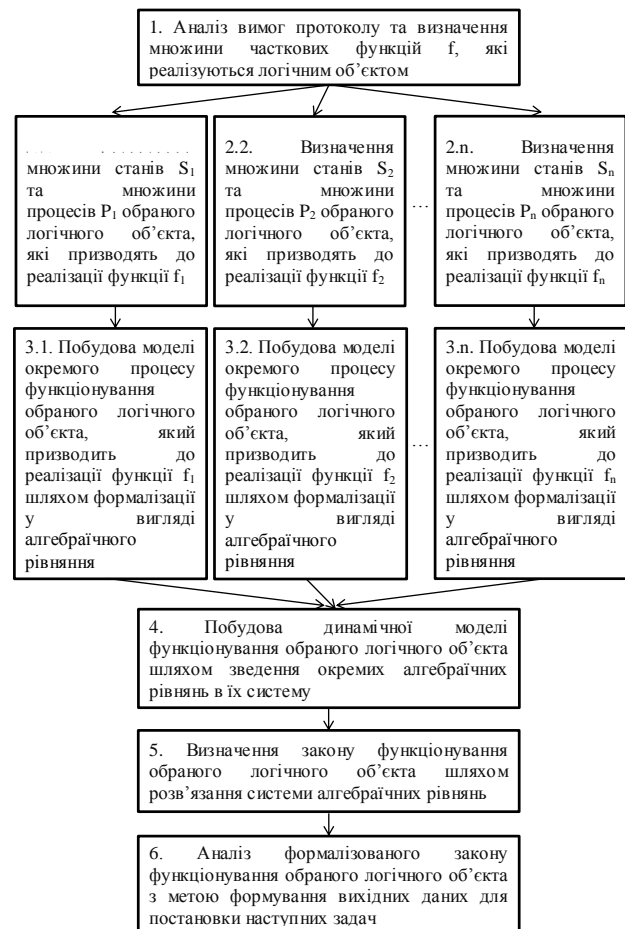 1. Аналіз вимог протоколу та визначення
множини часткових функцій f, які
реалізуються логічним об’єктом
множини станів S₁
та множини
процесів P₁ обраного
логічного об’єкта,
які призводять до
реалізації функції f₁
2.2. Визначення
множини станів S₂
та множини
процесів P₂ обраного
логічного об’єкта,
які призводять до
реалізації функції f₂
…
2.n. Визначення
множини станів Sₙ
та множини
процесів Pₙ обраного
логічного об’єкта,
які призводять до
реалізації функції fₙ
3.1. Побудова моделі
окремого процесу
функціонування
обраного логічного
об’єкта, який
призводить до
реалізації функції f₁
шляхом формалізації
у вигляді
алгебраїчного
рівняння
3.2. Побудова моделі
окремого процесу
функціонування
обраного логічного
об’єкта, який
призводить до
реалізації функції f₂
шляхом формалізації
у вигляді
алгебраїчного
рівняння
…
3.n. Побудова моделі
окремого процесу
функціонування
обраного логічного
об’єкта, який
призводить до
реалізації функції fₙ
шляхом формалізації
у вигляді
алгебраїчного
рівняння
4. Побудова динамічної моделі
функціонування обраного логічного об’єкта
шляхом зведення окремих алгебраїчних
рівнянь в їх систему
5. Визначення закону функціонування
обраного логічного об’єкта шляхом
розв’язання системи алгебраїчних рівнянь
6. Аналіз формалізованого закону
функціонування обраного логічного об’єкта
з метою формування вихідних даних для
постановки наступних задач